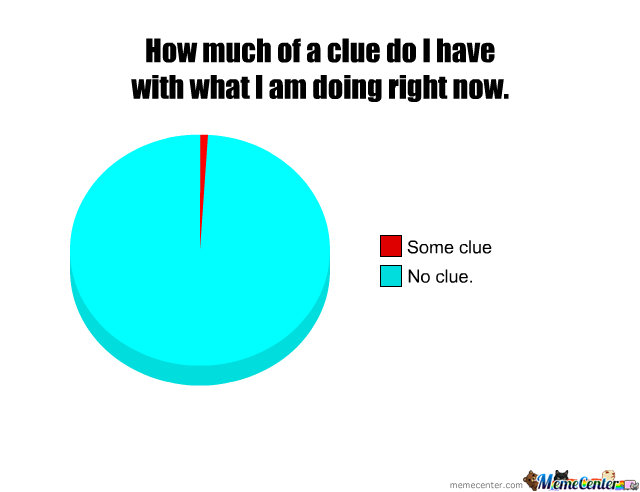 How much of a clue do I have
with what I am doing right now.
Some clue
No clue.
memecenter.com MemeCenter